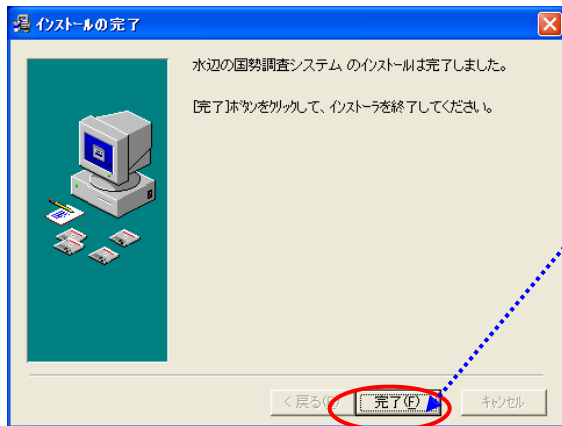 インストールの完了
水辺の国勢調査システム のインストールは完了しました。
[完了]ボタンをクリックして、インストーラを終了してください。
< 戻る(B)
完了(F)
キャンセル